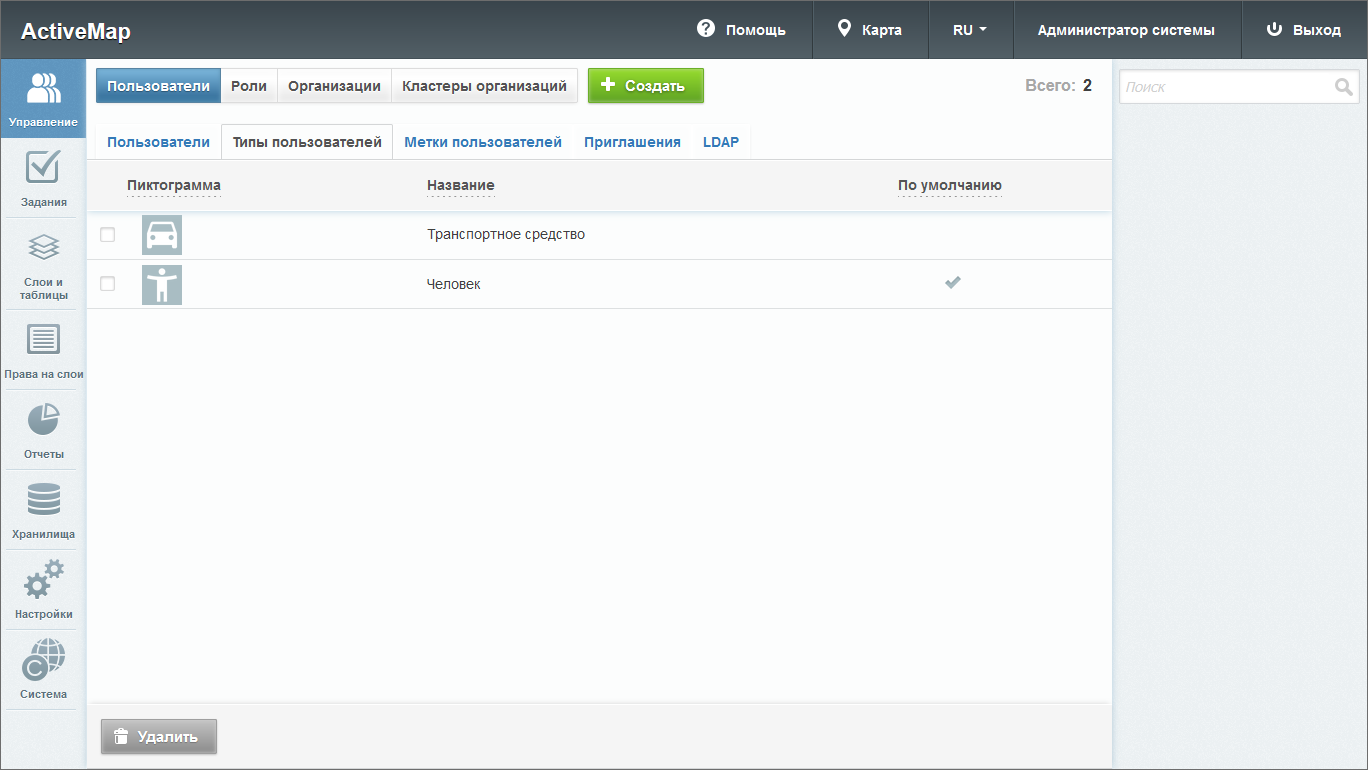 ActiveMap
Помощь
Карта
RU
Администратор системы
Выход
Управление
Задания
Слои и
таблицы
Права на слои
Отчеты
Хранилища
Настройки
Система
Пользователи
Роли
Организации
Кластеры организаций
Создать
Всего: 2
Поиск
Пользователи
Типы пользователей
Метки пользователей
Приглашения
LDAP
Пиктограмма
Название
По умолчанию
Транспортное средство
Человек
Удалить